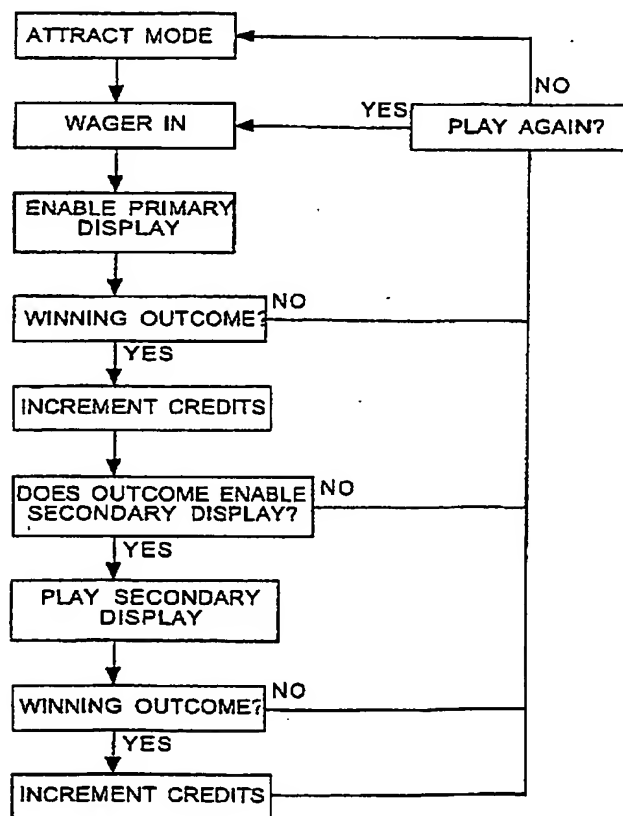 ATTRACT MODE
NO
YES
WAGER IN
PLAY AGAIN?
ENABLE PRIMARY
DISPLAY
NO
WINNING OUTCOME?
YES
INCREMENT CREDITS
DOES OUTCOME ENABLE
SECONDARY DISPLAY?
NO
YES
PLAY SECONDARY
DISPLAY
NO
WINNING OUTCOME?
YES
INCREMENT CREDITS